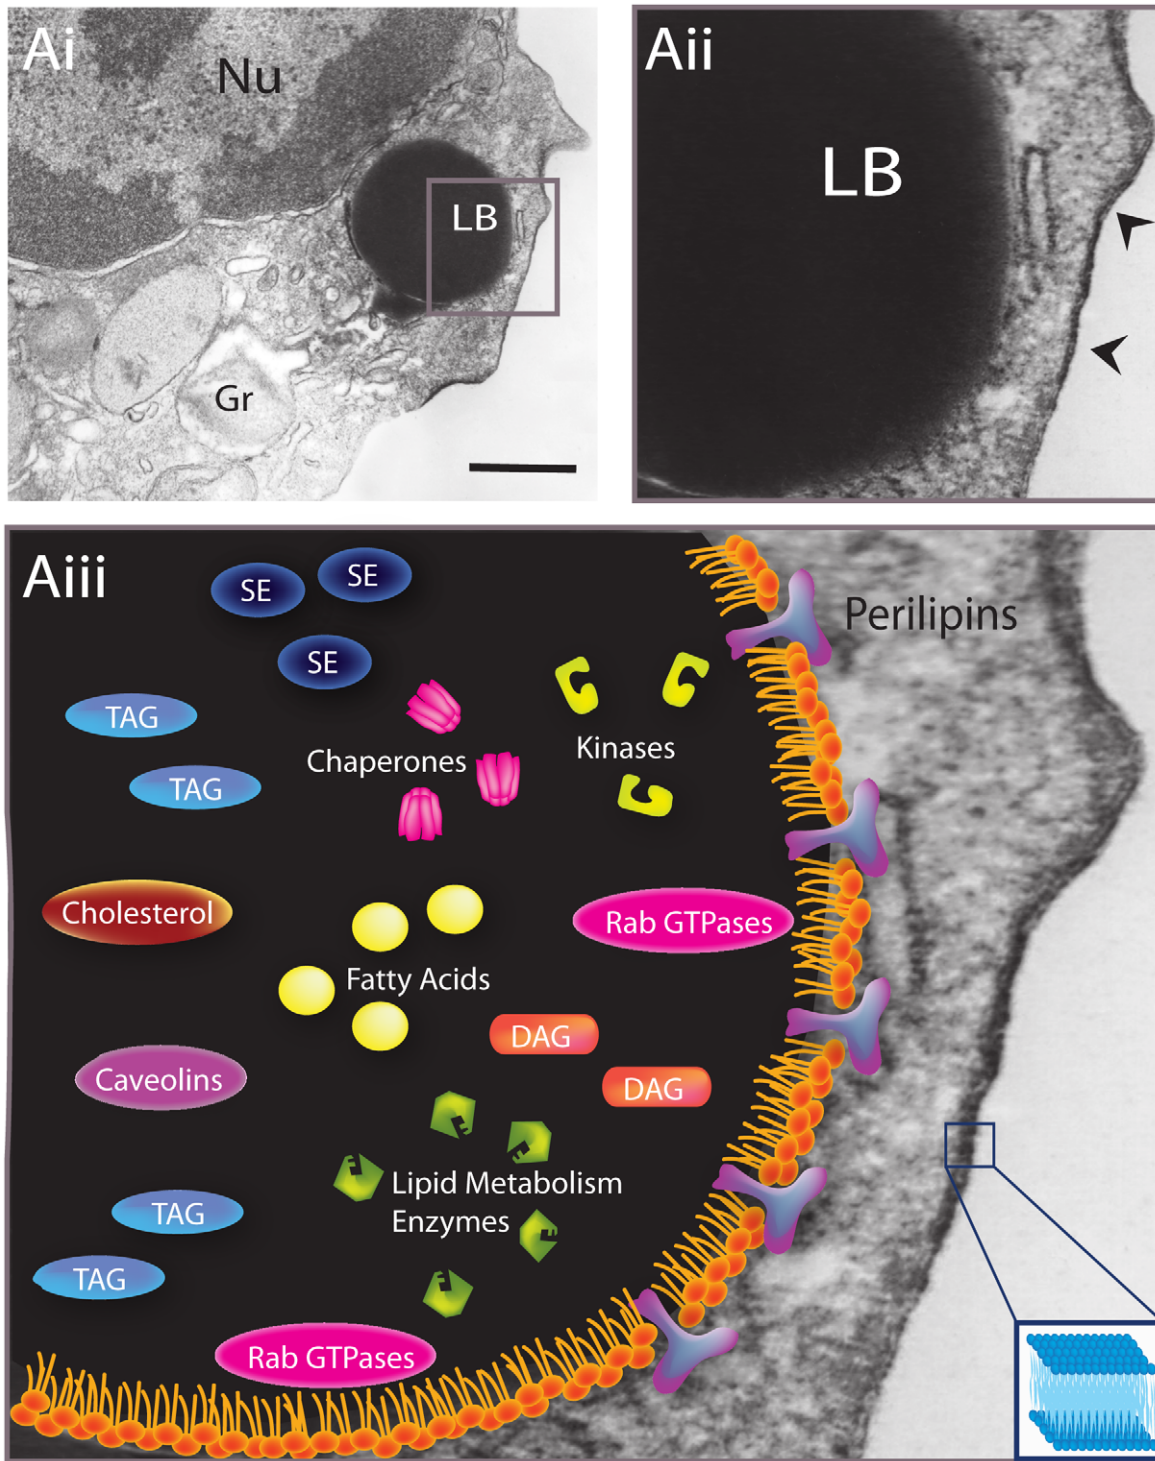 Ai
Nu
LB
Gr
Aii
LB
Aiii
SE
SE
SE
Perilipins
TAG
Chaperones
Kinases
TAG
Cholesterol
Rab GTPases
Fatty Acids
DAG
Caveolins
DAG
Lipid Metabolism
Enzymes
TAG
TAG
Rab GTPases